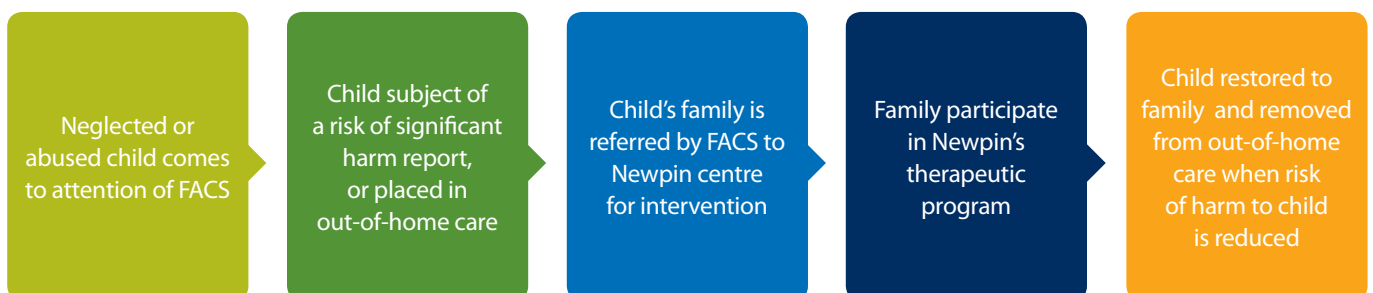 Neglected or
abused child comes
to attention of FACS
Child subject of
a risk of significant
harm report,
or placed in
out-of-home care
Child's family is
referred by FACS to
Newpin centre
for intervention
Family participate
in Newpin's
therapeutic
program
Child restored to
family and removed
from out-of-home
care when risk
of harm to child
is reduced